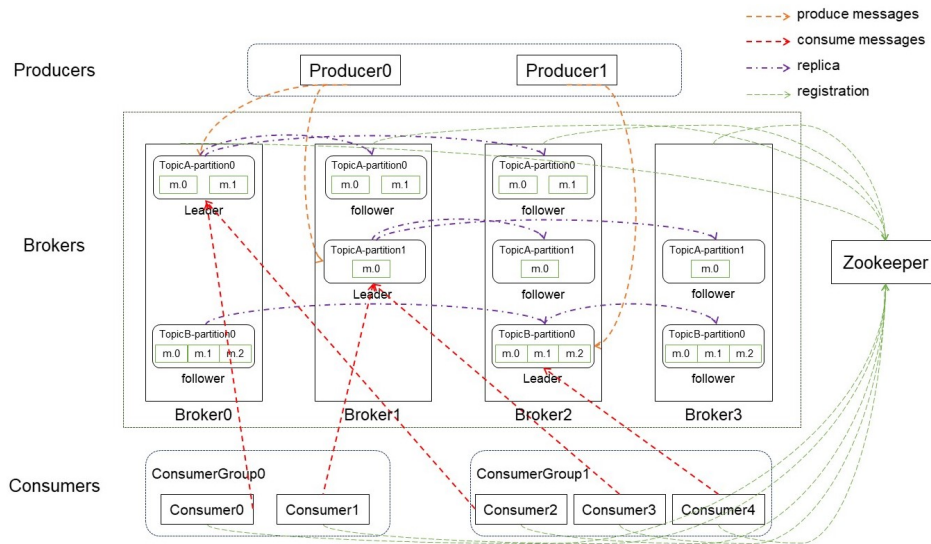 produce messages
consume messages
replica
registration
Producers
Producer0
Producer1
Brokers
TopicA-partition0
m.0
m.1
Leader
TopicB-partition0
m.0
m.1
m.2
follower
Broker0
TopicA-partition0
m.0
m.1
follower
TopicA-partition1
m.0
Leader
Broker1
TopicA-partition0
m.0
m.1
follower
TopicA-partition1
m.0
follower
TopicB-partition0
m.0
m.1
m.2
Leader
Broker2
TopicA-partition1
m.0
follower
TopicB-partition0
m.0
m.1
m.2
follower
Broker3
Zookeeper
Consumers
ConsumerGroup0
Consumer0
Consumer1
ConsumerGroup1
Consumer2
Consumer3
Consumer4